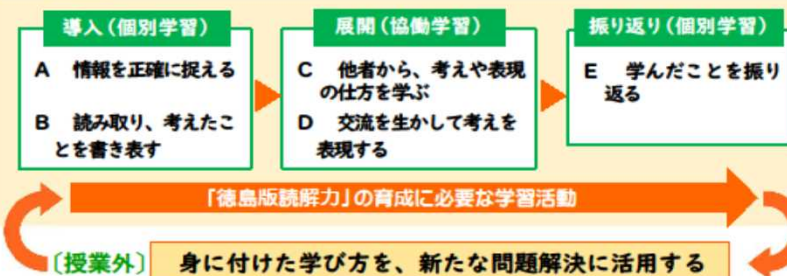 導入(個別学習)
A 情報を正確に捉える
B 読み取り、考えたこ
とを書き表す
展開(協働学習)
C 他者から、考えや表現
の仕方を学ぶ
D 交流を生かして考えを
表現する
振り返り(個別学習)
E 学んだことを振り
返る
「徳島版読解力」の育成に必要な学習活動
〔授業外〕 身に付けた学び方を、新たな問題解決に活用する